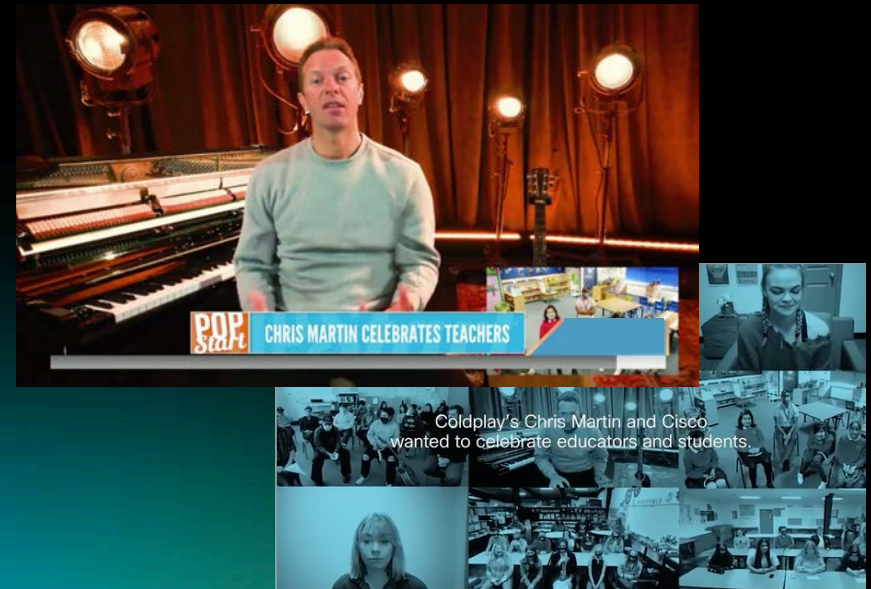 POP
Start
CHRIS MARTIN CELEBRATES TEACHERS
Coldplay's Chris Martin and Cisco
wanted to celebrate educators and students.